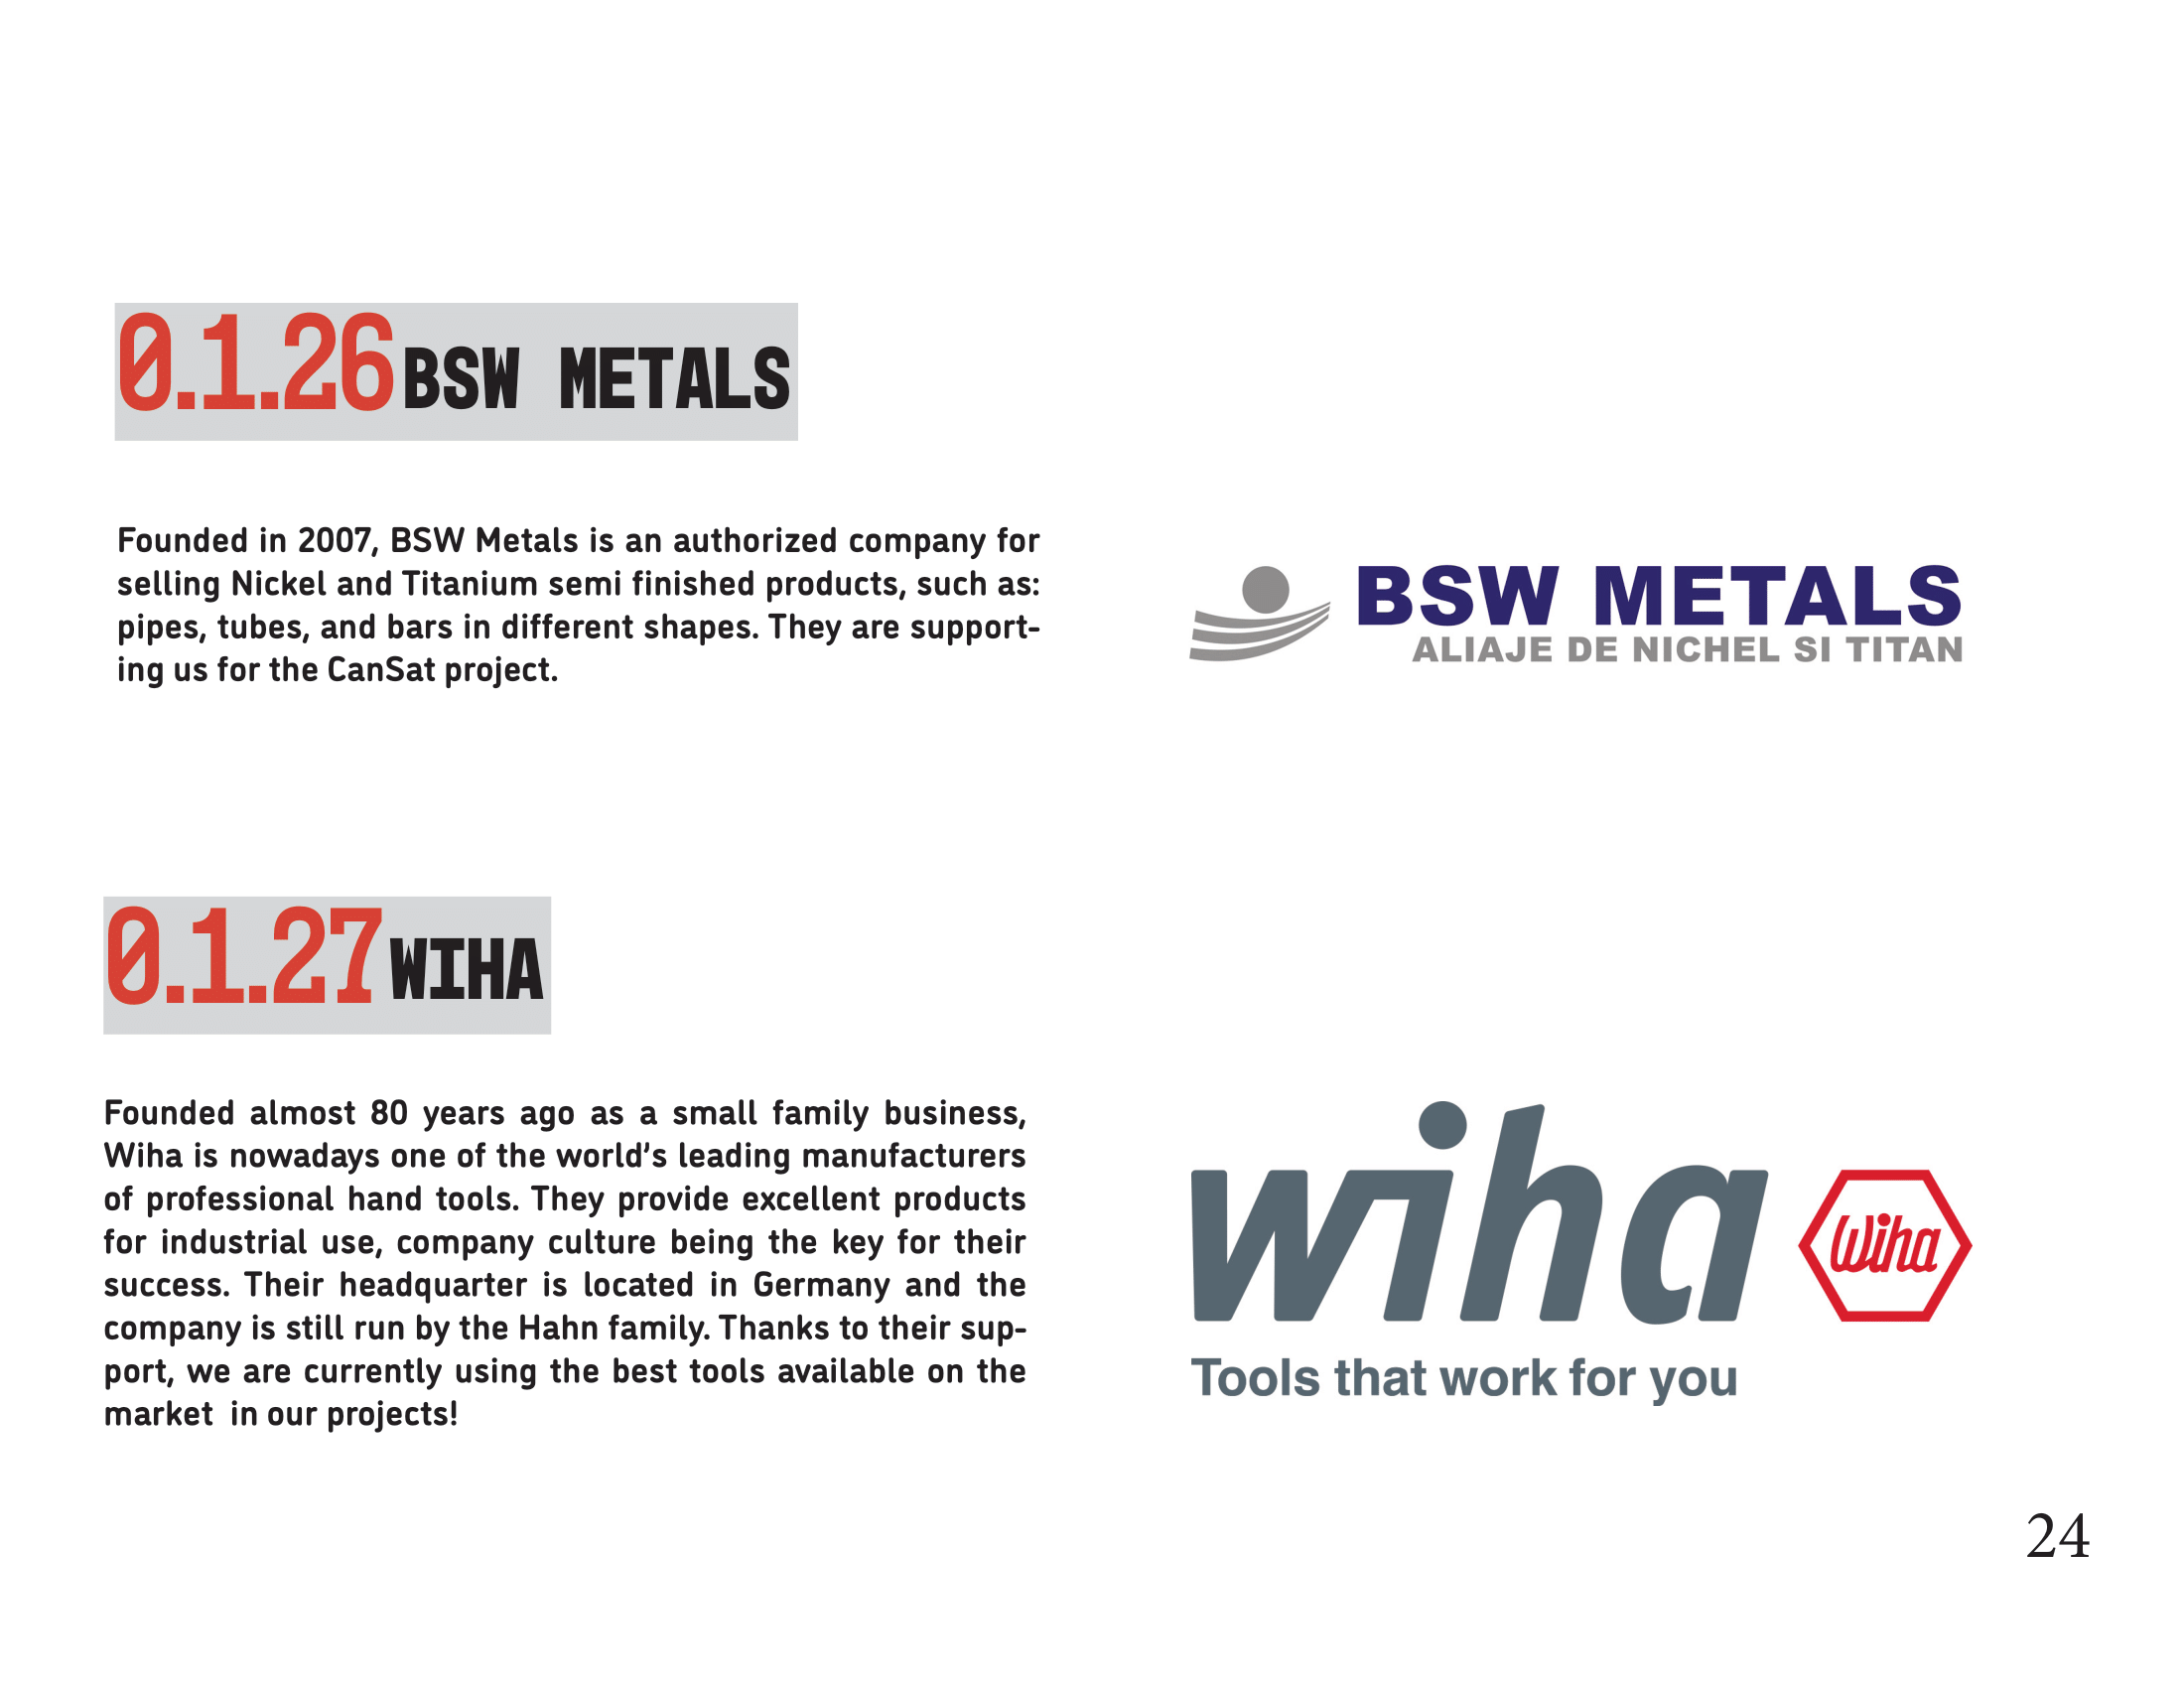 0.1.26 BSW METALS
Founded in 2007, BSW Metals is an authorized company for
selling Nickel and Titanium semi finished products, such as:
pipes, tubes, and bars in different shapes. They are support-
ing us for the CanSat project.
BSW METALS
ALIAJE DE NICHEL SI TITAN
0.1.27 WIHA
Founded almost 80 years ago as a small family business,
Wiha is nowadays one of the world's leading manufacturers
of professional hand tools. They provide excellent products
for industrial use, company culture being the key for their
success. Their headquarter is located in Germany and the
company is still run by the Hahn family. Thanks to their sup-
port, we are currently using the best tools available on the
market  in our projects!
wiha
wiha
Tools that work for you
24